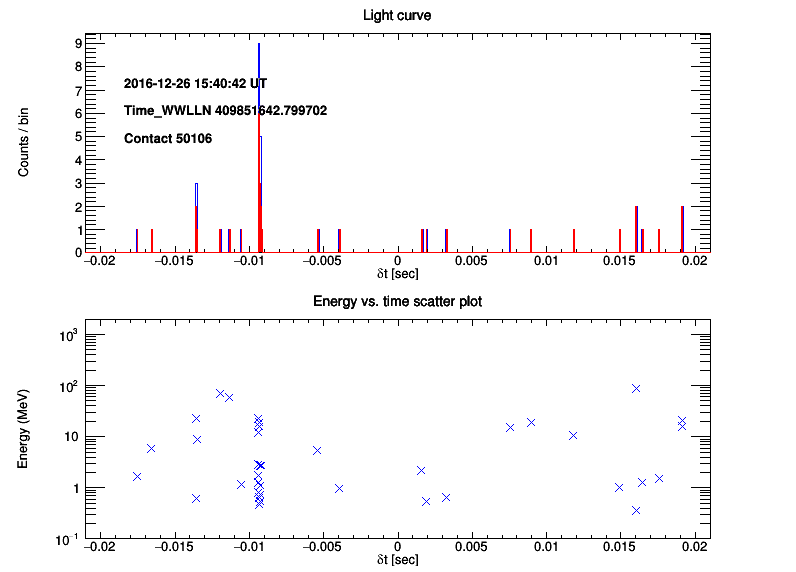 Light curve
Counts / bin
9
8
7
6
5
4
3
2
1
0
2016-12-26 15:40:42 UT
Time_WWLLN 409851642.799702
Contact 50106
−0.02 −0.015 −0.01 −0.005 0 0.005 0.01 0.015 0.02
δt [sec]
Energy vs. time scatter plot
Energy (MeV)
10³
10²
10
1
10⁻¹
−0.02 −0.015 −0.01 −0.005 0 0.005 0.01 0.015 0.02
δt [sec]